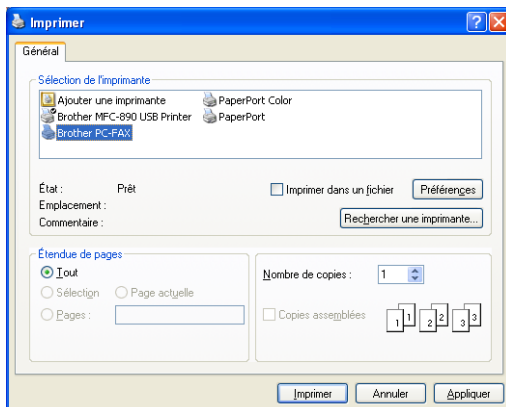 Imprimer
Général
Sélection de l'imprimante
Ajouter une imprimante
PaperPort Color
Brother MFC-890 USB Printer
PaperPort
Brother PC-FAX
État : Prêt
Imprimer dans un fichier
Préférences
Emplacement :
Commentaire :
Rechercher une imprimante...
Étendue de pages
Tout
Sélection
Page actuelle
Pages :
Nombre de copies : 1
Copies assemblées
1 1 2 2 3 3
Imprimer
Annuler
Appliquer